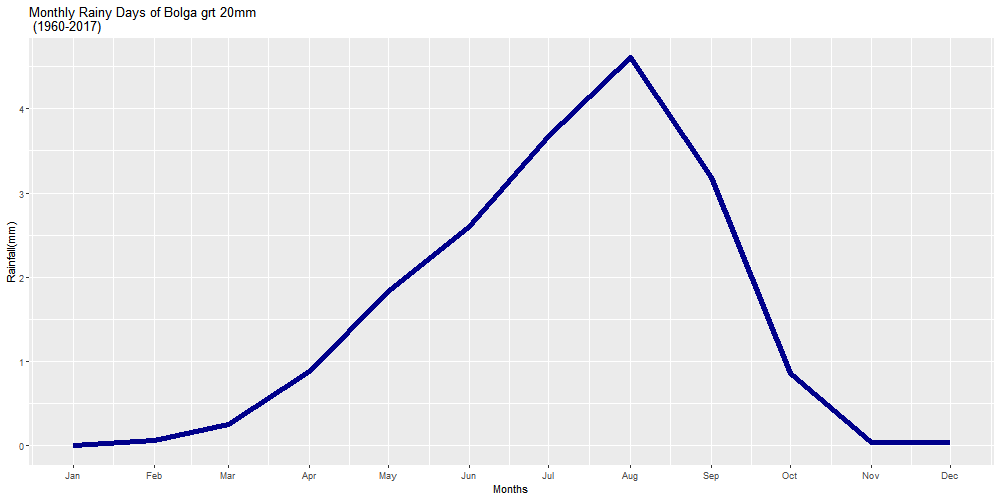 Monthly Rainy Days of Bolga grt 20mm
(1960-2017)
Rainfall(mm)
4
3
2
1
0
Jan Feb Mar Apr May Jun Jul Aug Sep Oct Nov Dec
Months